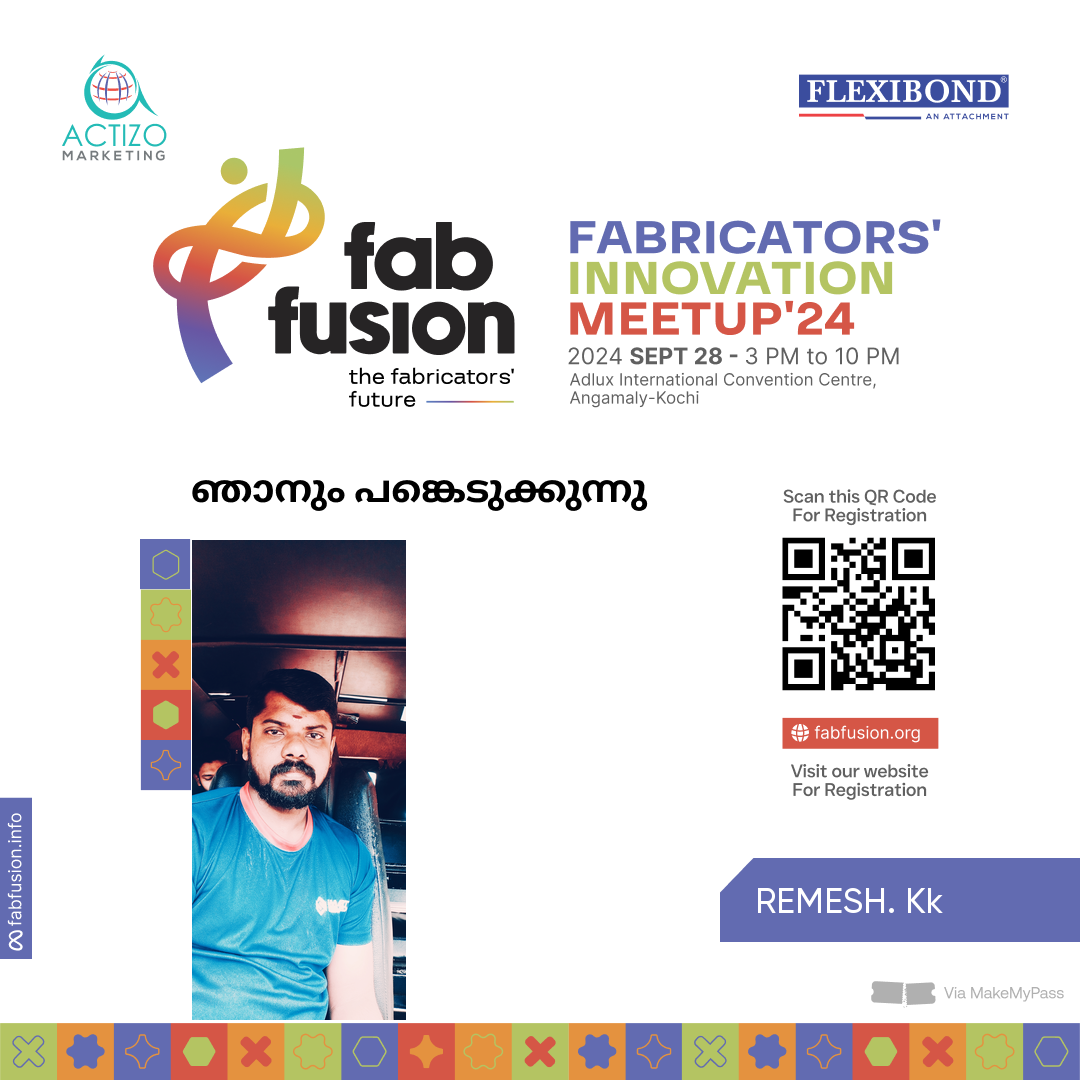 ACTIZO
MARKETING
FLEXIBOND®
AN ATTACHMENT
fab
fusion
the fabricators'
future
FABRICATORS'
INNOVATION
MEETUP'24
2024 SEPT 28 - 3 PM to 10 PM
Adlux International Convention Centre,
Angamaly-Kochi
ഞാനും പങ്കെടുക്കുന്നു
Scan this QR Code
For Registration
fabfusion.org
Visit our website
For Registration
fabfusion.info
REMESH. Kk
Via MakeMyPass